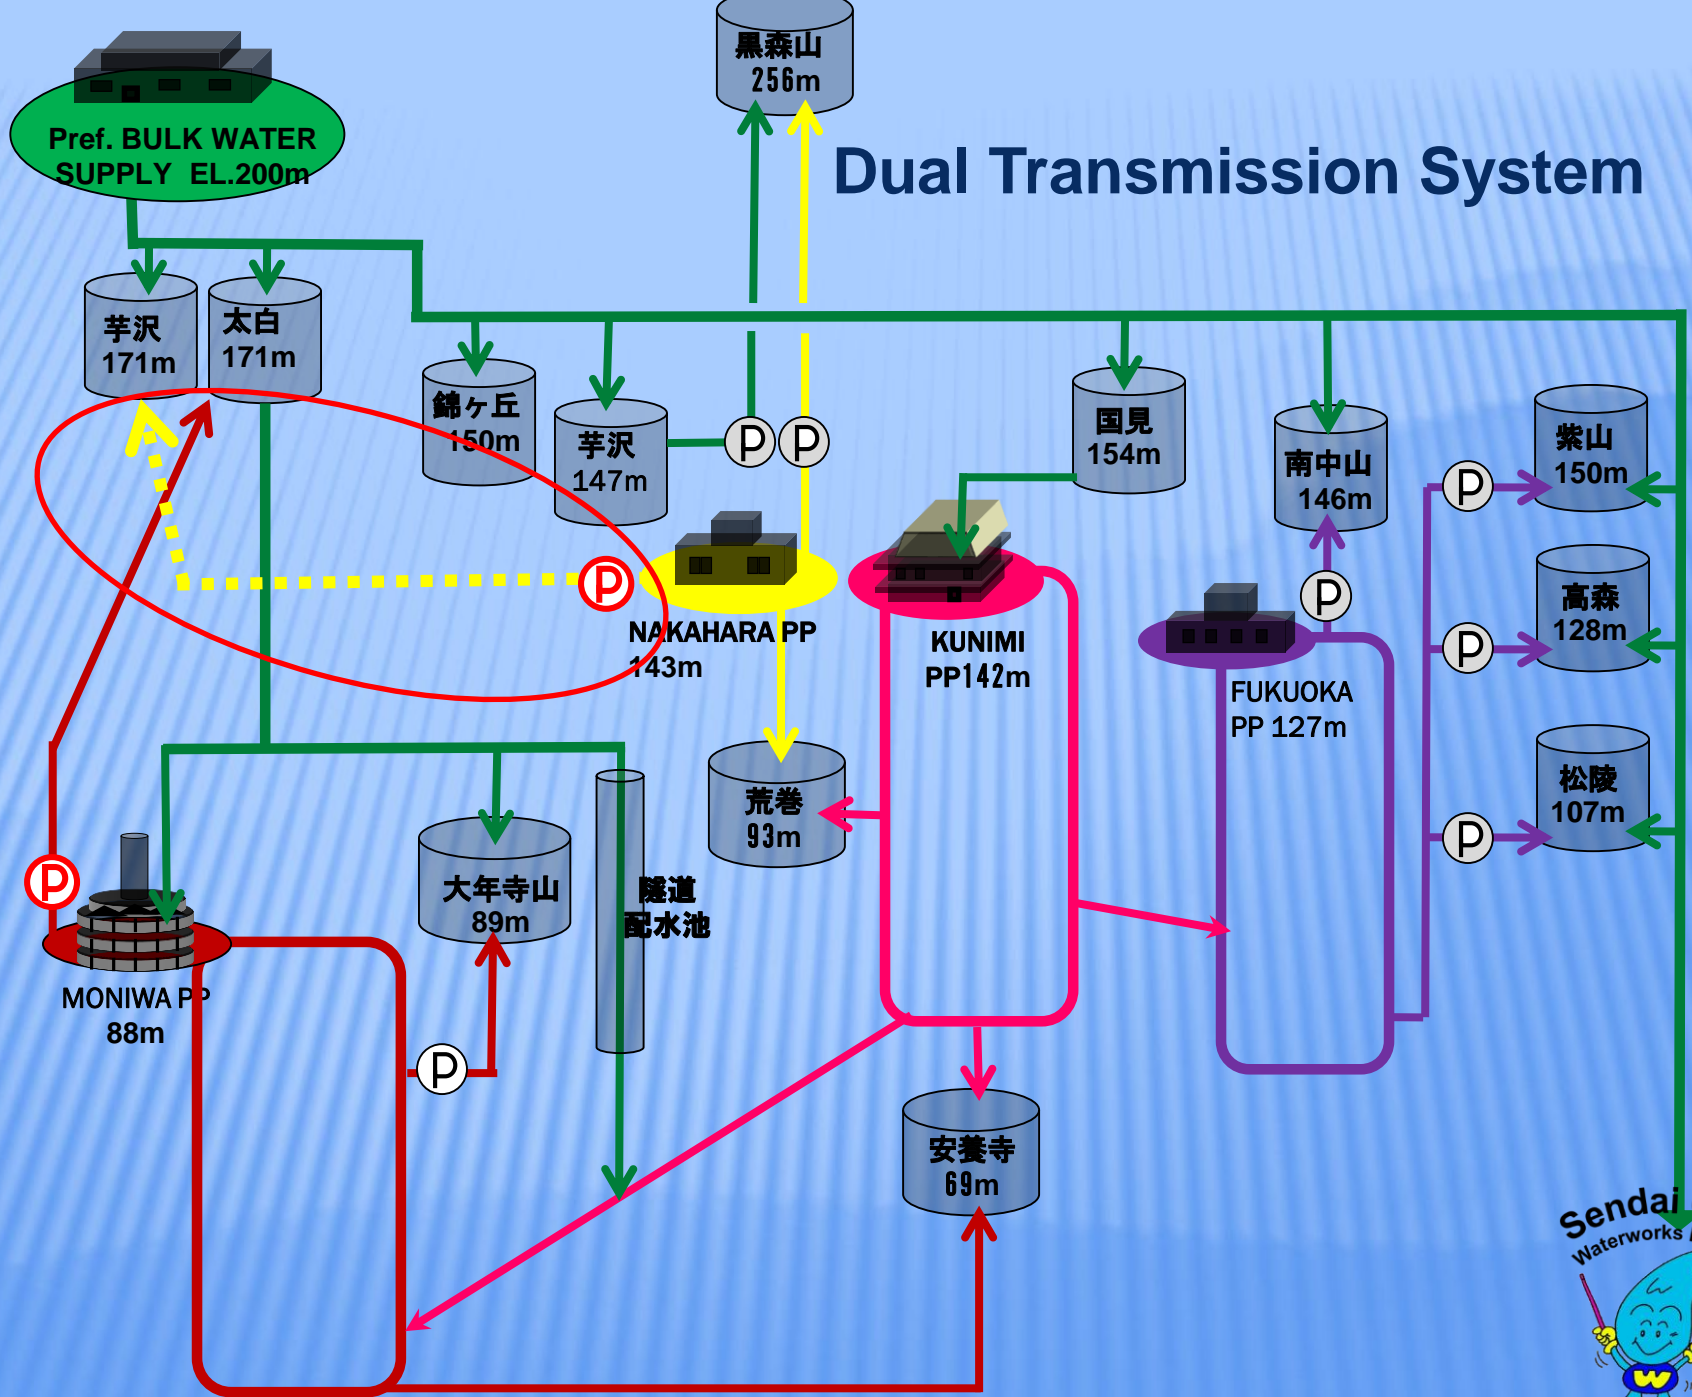 黒森山
256m
Pref. BULK WATER
SUPPLY EL.200m
Dual Transmission System
芋沢
171m
太白
171m
錦ヶ丘
150m
芋沢
147m
P
P
国見
154m
南中山
146m
紫山
150m
P
高森
128m
P
松陵
107m
P
P
NAKAHARA PP
143m
KUNIMI
PP142m
P
FUKUOKA
PP 127m
荒巻
93m
P
MONIWA PP
88m
大年寺山
89m
隧道
配水池
P
安養寺
69m
Sendai
Waterworks
W